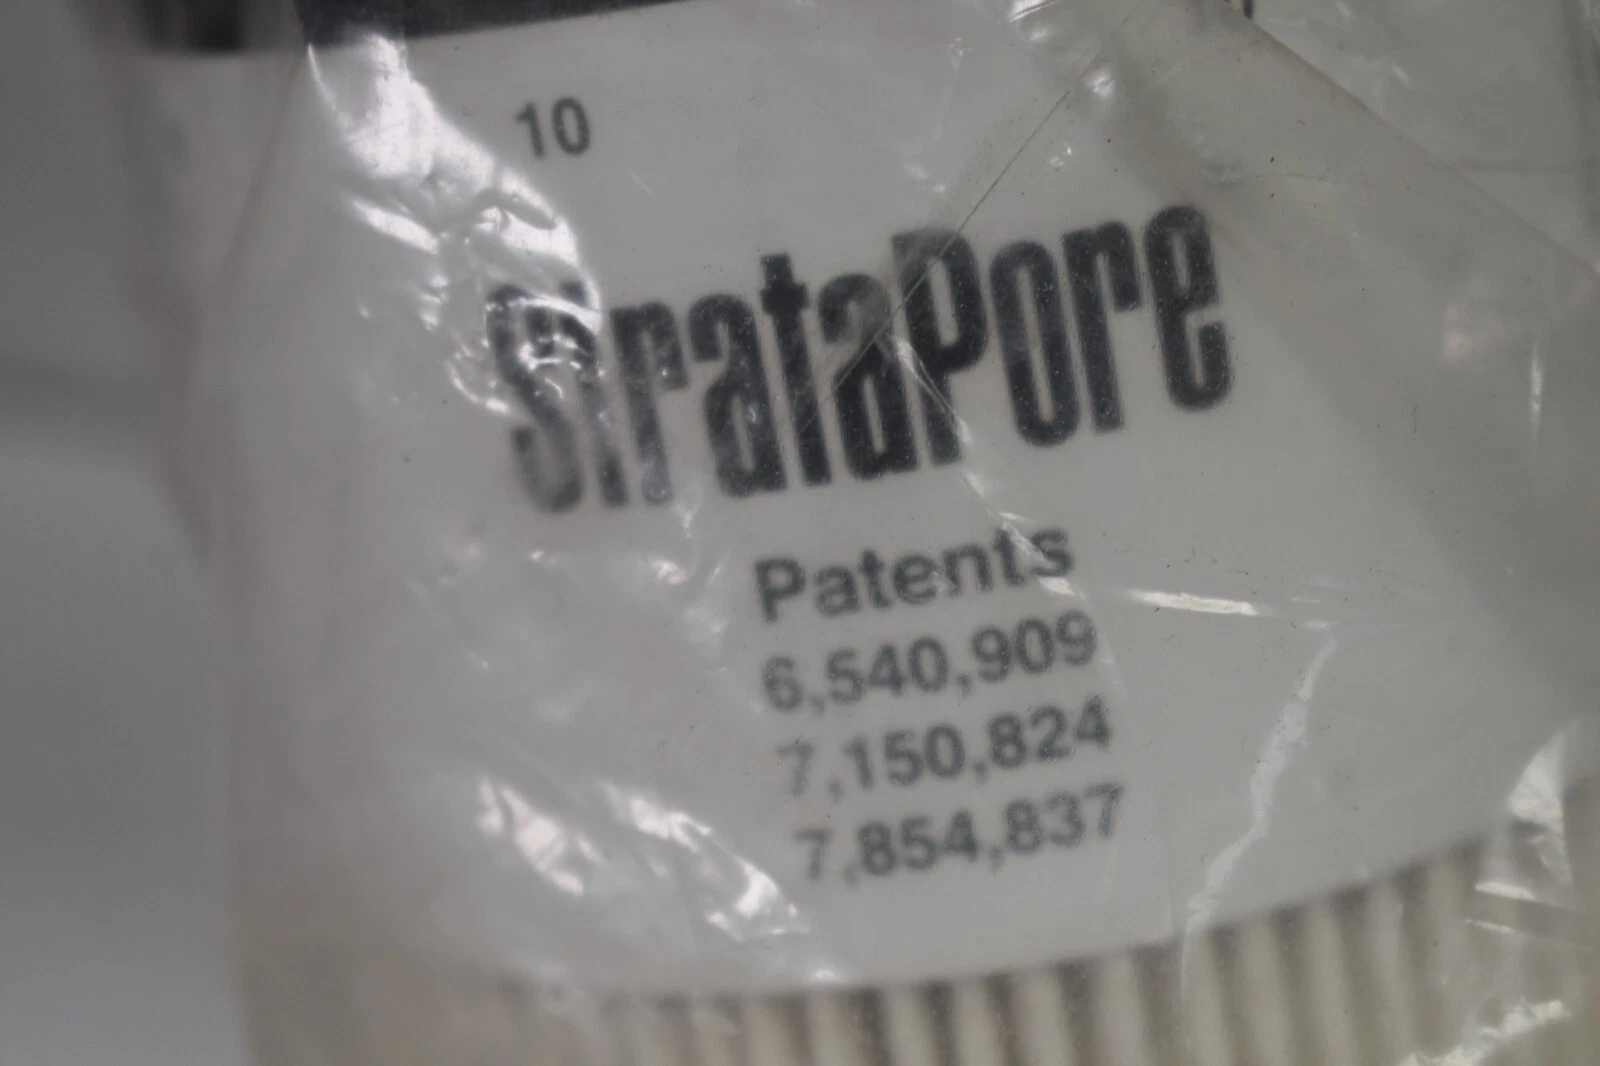 10
StrataPore
Patents
6,540,909
7,150,824
7,854,837